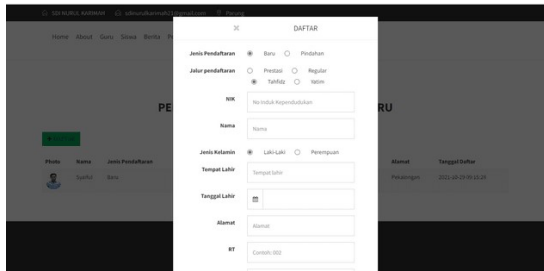 SDI NURUL KARIMAH sdinurulkarimah21@gmail.com Pinang
Home About Guru Siswa Berita
× DAFTAR
Jenis Pendaftaran Baru Pindahan
Jalur pendaftaran Prestasi Regular
Tahfidz Yatim
NIK No Induk Kependudukan
PE RU
Nama Nama
Jenis Kelamin Laki-Laki Perempuan
Photo Nama Jenis Pendaftaran Alamat Tanggal Daftar
Tempat Lahir Tempat lahir
Syaiful Baru
Tanggal Lahir
Alamat Alamat
RT Contoh: 002